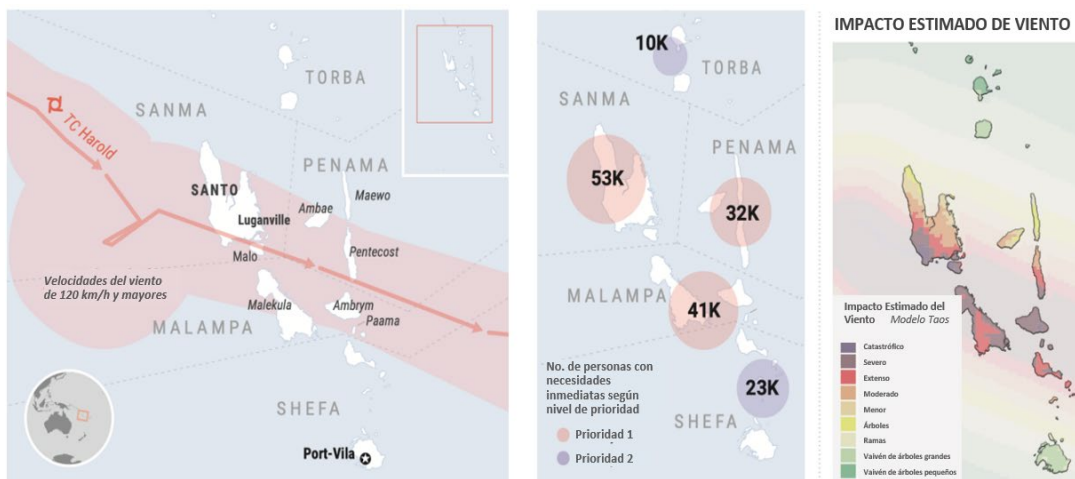 TORBA
SANMA
TC Harold
PENAMA
SANTO
Maewo
Ambae
Luganville
Pentecost
Malo
Velocidades del viento
de 120 km/h y mayores
Malekula
Ambrym
MALAMPA
Paama
SHEFA
Port-Vila
10K
TORBA
SANMA
PENAMA
53K
32K
MALAMPA
41K
No. de personas con
necesidades
inmediatas según
nivel de prioridad
23K
SHEFA
Prioridad 1
Prioridad 2
IMPACTO ESTIMADO DE VIENTO
Impacto Estimado del
Viento Modelo Taos
Catastrófico
Severo
Extenso
Moderado
Menor
Árboles
Ramas
Vaivén de árboles grandes
Vaivén de árboles pequeños